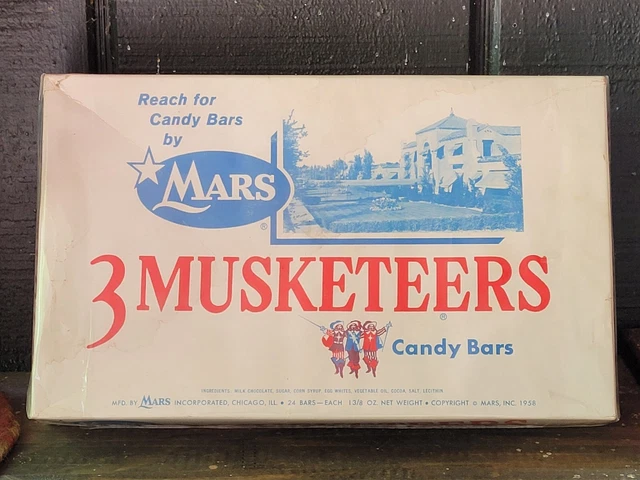 Reach for
Candy Bars
by
MARS
®
3 MUSKETEERS
®
Candy Bars
INGREDIENTS: MILK CHOCOLATE, SUGAR, CORN SYRUP, EGG WHITES, VEGETABLE OIL, COCOA, SALT, LECITHIN
MFD. BY MARS INCORPORATED, CHICAGO, ILL. • 24 BARS—EACH 1 3/8 OZ. NET WEIGHT • COPYRIGHT © MARS, INC. 1958